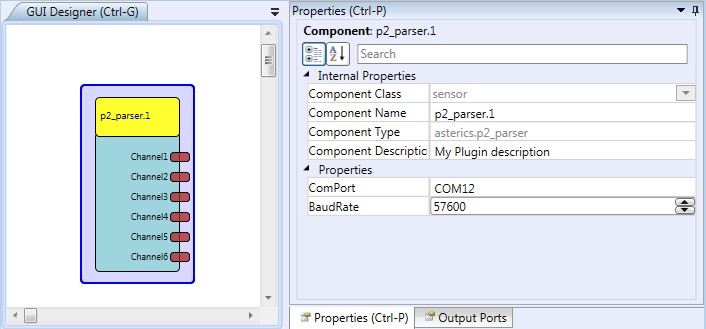 GUI Designer (Ctrl-G)
p2_parser.1
Channel1
Channel2
Channel3
Channel4
Channel5
Channel6
Properties (Ctrl-P)
Component: p2_parser.1
A
Z
Search
Internal Properties
Component Class sensor
Component Name p2_parser.1
Component Type asterics.p2_parser
Component Descriptio My Plugin description
Properties
ComPort COM12
BaudRate 57600
Properties (Ctrl-P) Output Ports